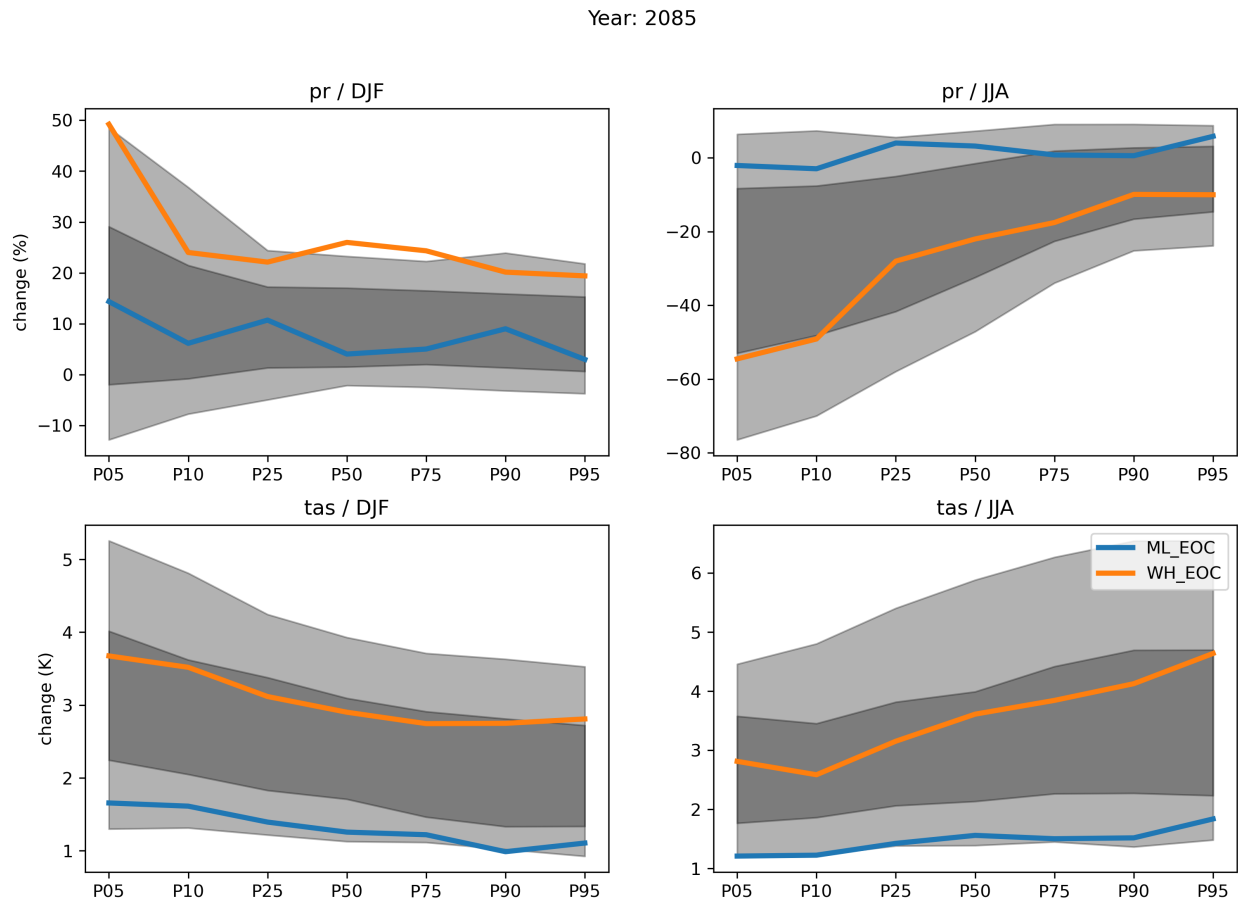 Year: 2085
pr / DJF
change (%)
50
40
30
20
10
0
−10
P05 P10 P25 P50 P75 P90 P95
pr / JJA
0
−20
−40
−60
−80
P05 P10 P25 P50 P75 P90 P95
tas / DJF
change (K)
5
4
3
2
1
P05 P10 P25 P50 P75 P90 P95
tas / JJA
ML_EOC
WH_EOC
6
5
4
3
2
1
P05 P10 P25 P50 P75 P90 P95